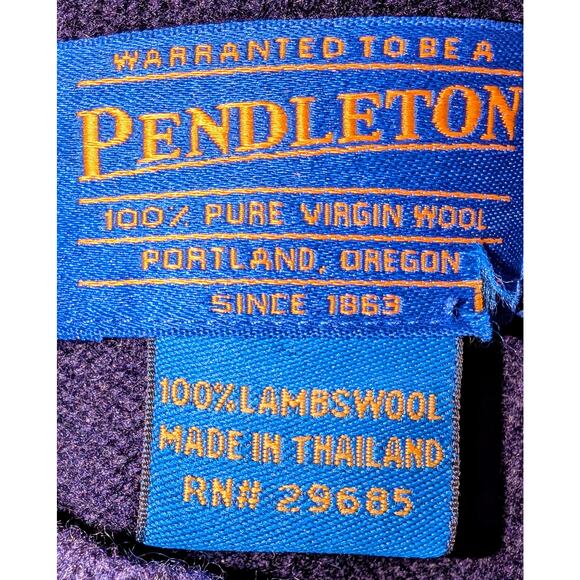 WARRANTED TO BE A
PENDLETON
100% PURE VIRGIN WOOL
PORTLAND, OREGON
SINCE 1863
100% LAMBSWOOL
MADE IN THAILAND
RN# 29685